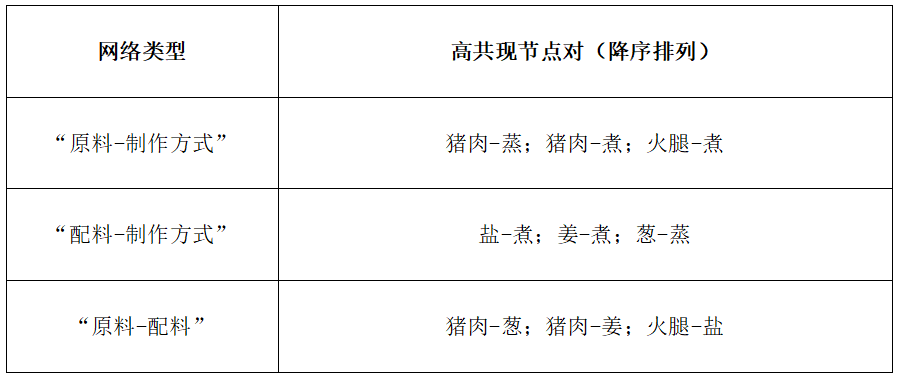 网络类型
高共现节点对（降序排列）
“原料-制作方式”
猪肉-蒸；猪肉-煮；火腿-煮
“配料-制作方式”
盐-煮；姜-煮；葱-蒸
“原料-配料”
猪肉-葱；猪肉-姜；火腿-盐